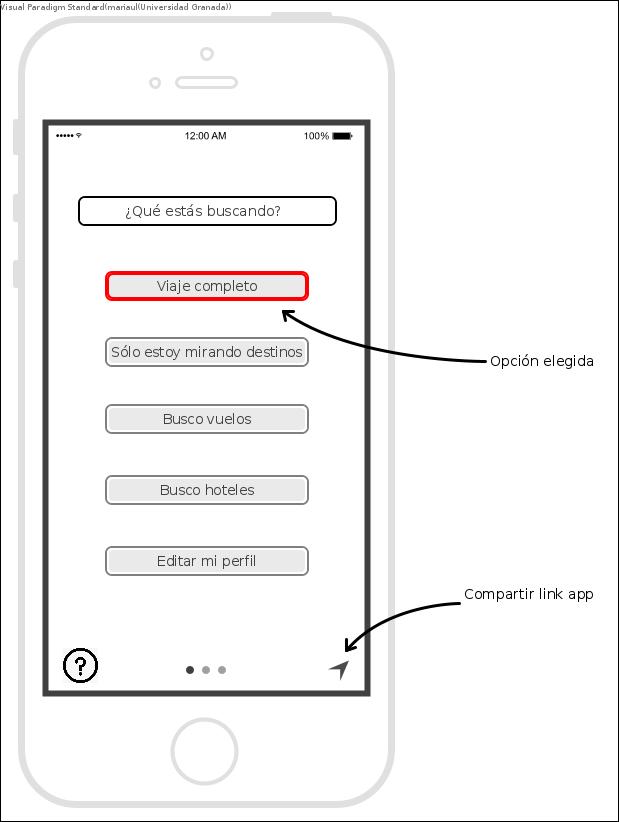 Visual Paradigm Standard(mariaul(Universidad Granada))
12:00 AM
100%
¿Qué estás buscando?
Viaje completo
Sólo estoy mirando destinos
Opción elegida
Busco vuelos
Busco hoteles
Editar mi perfil
Compartir link app
?